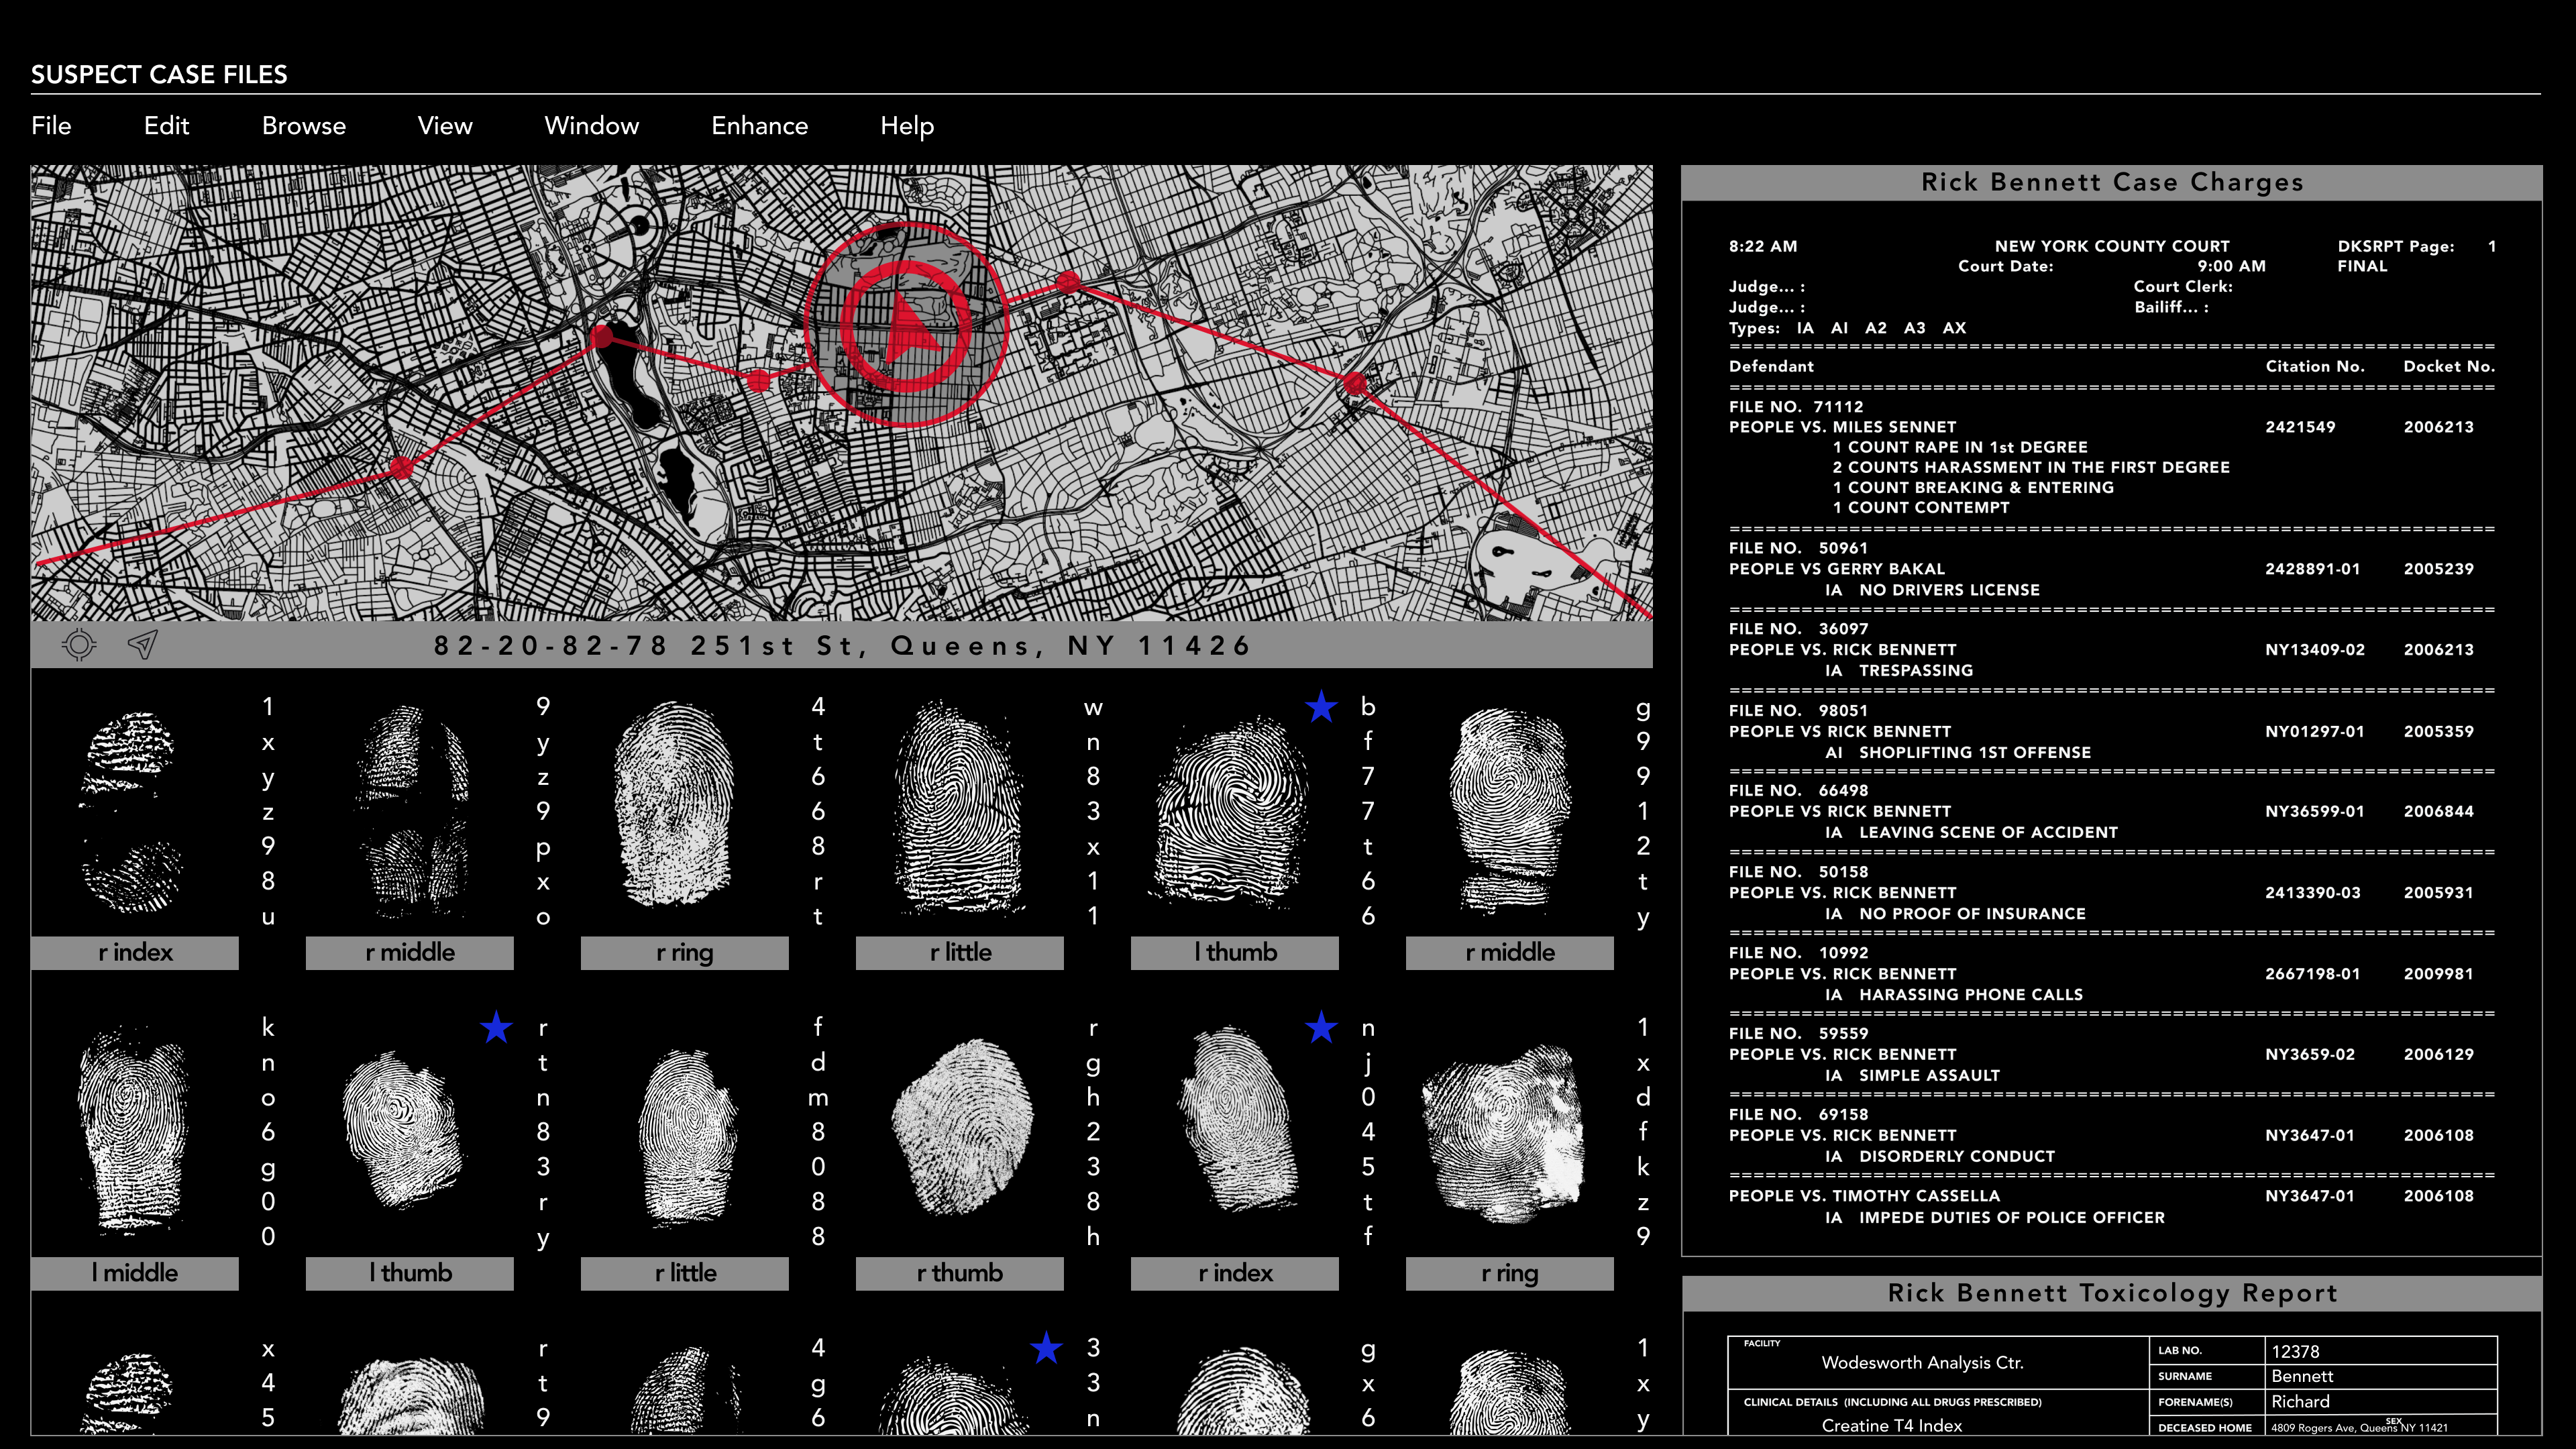 SUSPECT CASE FILES
File Edit Browse View Window Enhance Help
82-20-82-78 251st St, Queens, NY 11426
1 9 4 w b g
x y t n f 9
y z 6 8 7 9
z 9 6 3 7 1
9 p 8 x t 2
8 x r 1 6 t
u o t 1 6 y
r index r middle r ring r little l thumb r middle
k r f r n 1
n t d g j x
o n m h 0 d
6 8 8 2 4 f
g 3 0 3 5 k
0 r 8 8 t z
0 y 8 h f 9
l middle l thumb r little r thumb r index r ring
x r 4 3 g 1
4 t g 3 x x
5 9 6 n 6 y
Rick Bennett Case Charges
8:22 AM NEW YORK COUNTY COURT DKSRPT Page: 1
Court Date: 9:00 AM FINAL
Judge... : Court Clerk:
Judge... : Bailiff... :
Types: IA AI A2 A3 AX
Defendant Citation No. Docket No.
FILE NO. 71112
PEOPLE VS. MILES SENNET 2421549 2006213
1 COUNT RAPE IN 1st DEGREE
2 COUNTS HARASSMENT IN THE FIRST DEGREE
1 COUNT BREAKING & ENTERING
1 COUNT CONTEMPT
FILE NO. 50961
PEOPLE VS GERRY BAKAL 2428891-01 2005239
IA NO DRIVERS LICENSE
FILE NO. 36097
PEOPLE VS. RICK BENNETT NY13409-02 2006213
IA TRESPASSING
FILE NO. 98051
PEOPLE VS RICK BENNETT NY01297-01 2005359
AI SHOPLIFTING 1ST OFFENSE
FILE NO. 66498
PEOPLE VS RICK BENNETT NY36599-01 2006844
IA LEAVING SCENE OF ACCIDENT
FILE NO. 50158
PEOPLE VS. RICK BENNETT 2413390-03 2005931
IA NO PROOF OF INSURANCE
FILE NO. 10992
PEOPLE VS. RICK BENNETT 2667198-01 2009981
IA HARASSING PHONE CALLS
FILE NO. 59559
PEOPLE VS. RICK BENNETT NY3659-02 2006129
IA SIMPLE ASSAULT
FILE NO. 69158
PEOPLE VS. RICK BENNETT NY3647-01 2006108
IA DISORDERLY CONDUCT
PEOPLE VS. TIMOTHY CASSELLA NY3647-01 2006108
IA IMPEDE DUTIES OF POLICE OFFICER
Rick Bennett Toxicology Report
FACILITY
Wodesworth Analysis Ctr.
LAB NO. 12378
SURNAME Bennett
CLINICAL DETAILS (INCLUDING ALL DRUGS PRESCRIBED)
Creatine T4 Index
FORENAME(S) Richard
SEX
DECEASED HOME 4809 Rogers Ave, Queens NY 11421